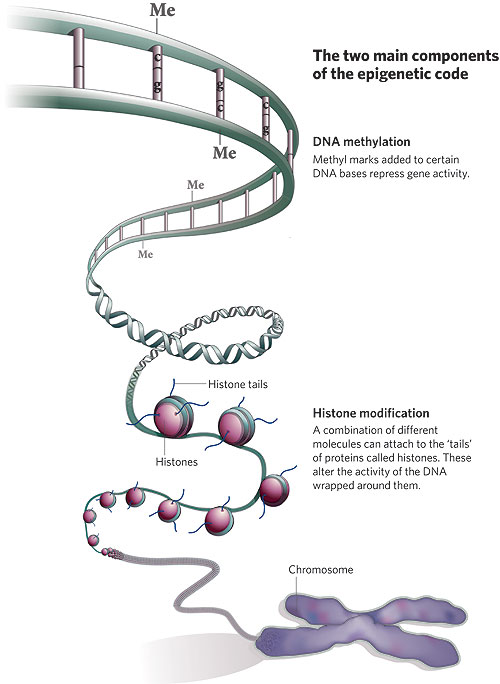 Me
The two main components
of the epigenetic code
c
g
g
c
c
g
Me
DNA methylation
Methyl marks added to certain
DNA bases repress gene activity.
Me
Me
Histone tails
Histones
Histone modification
A combination of different
molecules can attach to the ‘tails’
of proteins called histones. These
alter the activity of the DNA
wrapped around them.
Chromosome